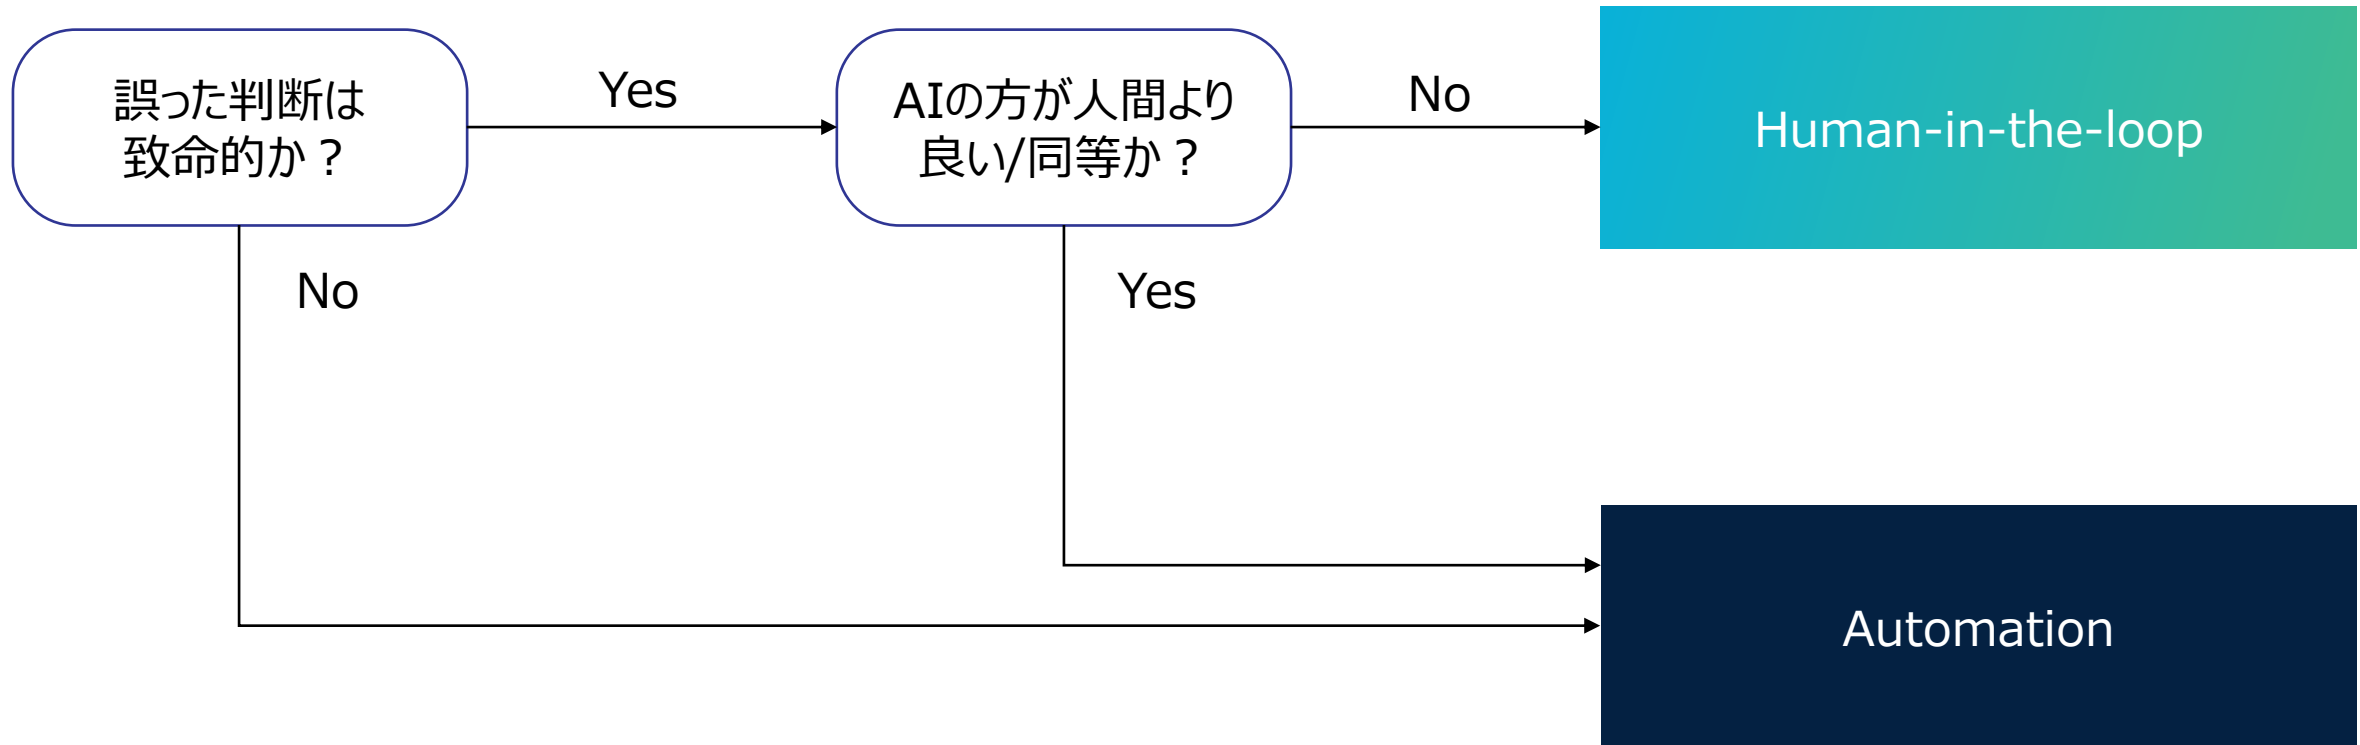 誤った判断は
致命的か？
Yes
AIの方が人間より
良い/同等か？
No
Human-in-the-loop
No
Yes
Automation